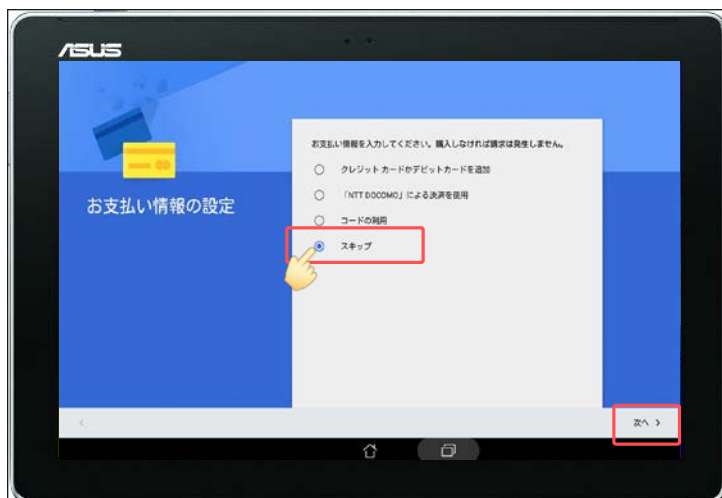 ASUS
お支払い情報を入力してください。購入しなければ請求は発生しません。
クレジット カードかデビットカードを追加
「NTT DOCOMO」による決済を使用
お支払い情報の設定
コードの利用
スキップ
次へ